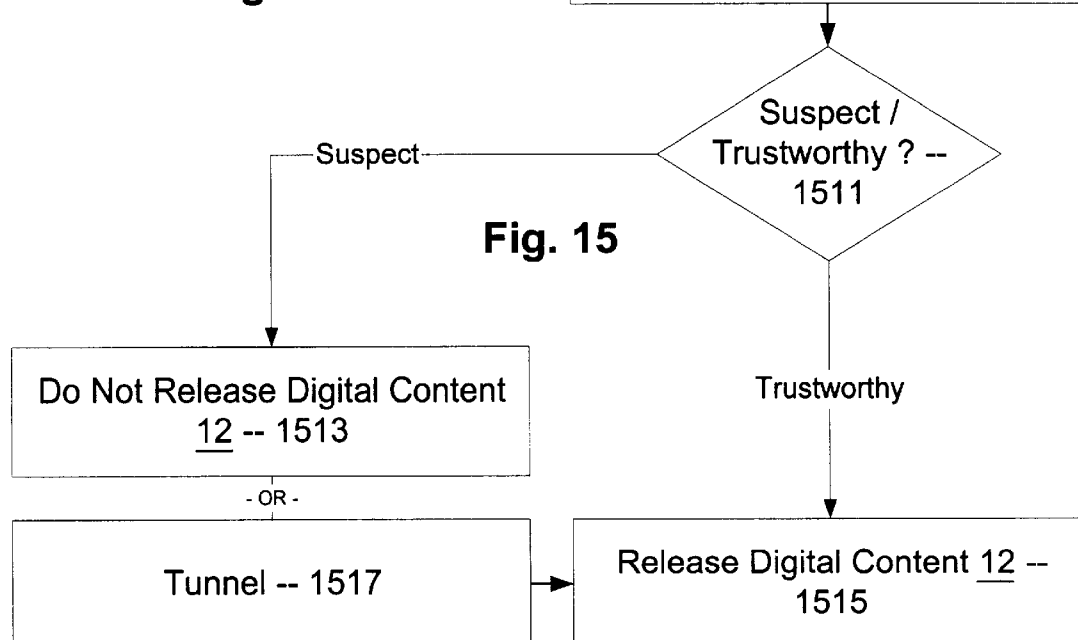 g
Suspect /
Trustworthy ? --
1511
Suspect
Fig. 15
Do Not Release Digital Content
12 -- 1513
Trustworthy
- OR -
Tunnel -- 1517
Release Digital Content 12 --
1515